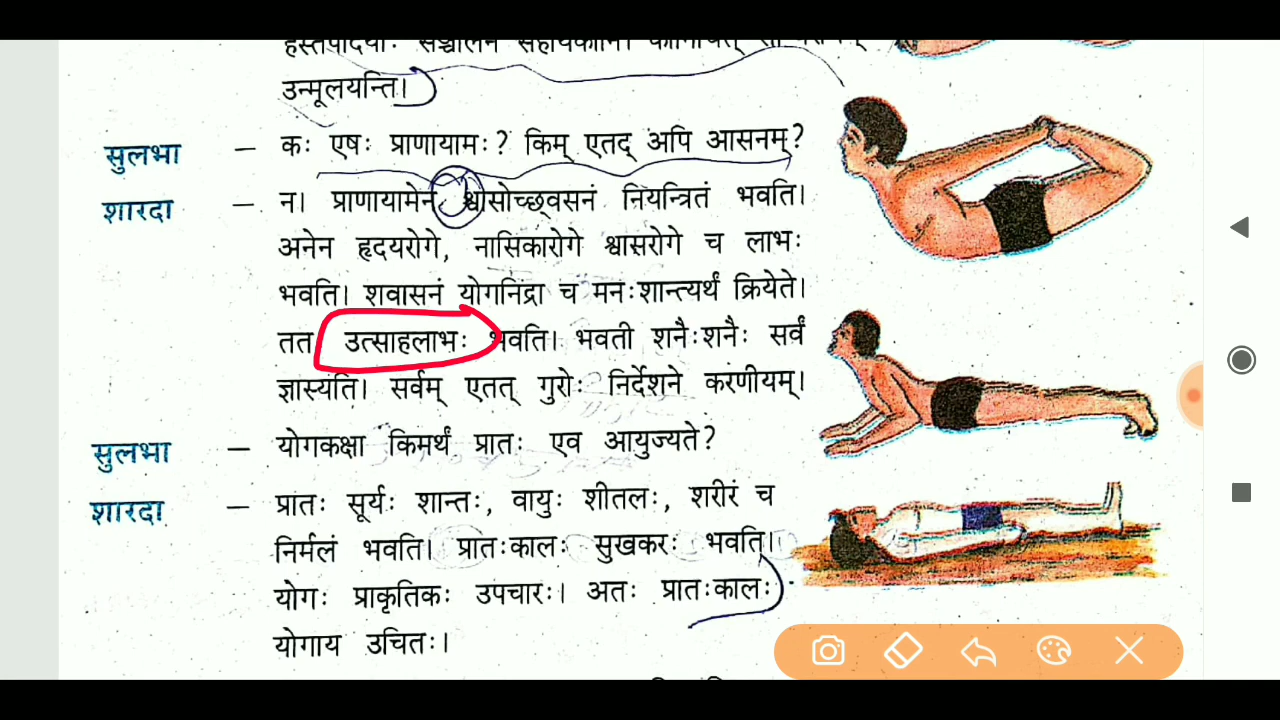 उन्मूलयन्ति।
सुलभा – कः एषः प्राणायामः? किम् एतद् अपि आसनम्?
शारदा – न। प्राणायामेन श्वासोच्छ्वसनं नियन्त्रितं भवति।
अनेन हृदयरोगे, नासिकारोगे श्वासरोगे च लाभः
भवति। शवासनं योगनिद्रा च मनःशान्त्यर्थं क्रियेते।
तत उत्साहलाभः भवति। भवती शनैःशनैः सर्वं
ज्ञास्यति। सर्वम् एतत् गुरोः निर्देशने करणीयम्।
सुलभा – योगकक्षा किमर्थं प्रातः एव आयुज्यते?
शारदा – प्रातः सूर्यः शान्तः, वायुः शीतलः, शरीरं च
निर्मलं भवति। प्रातःकालः सुखकरः भवति।
योगः प्राकृतिकः उपचारः। अतः प्रातःकालः
योगाय उचितः।